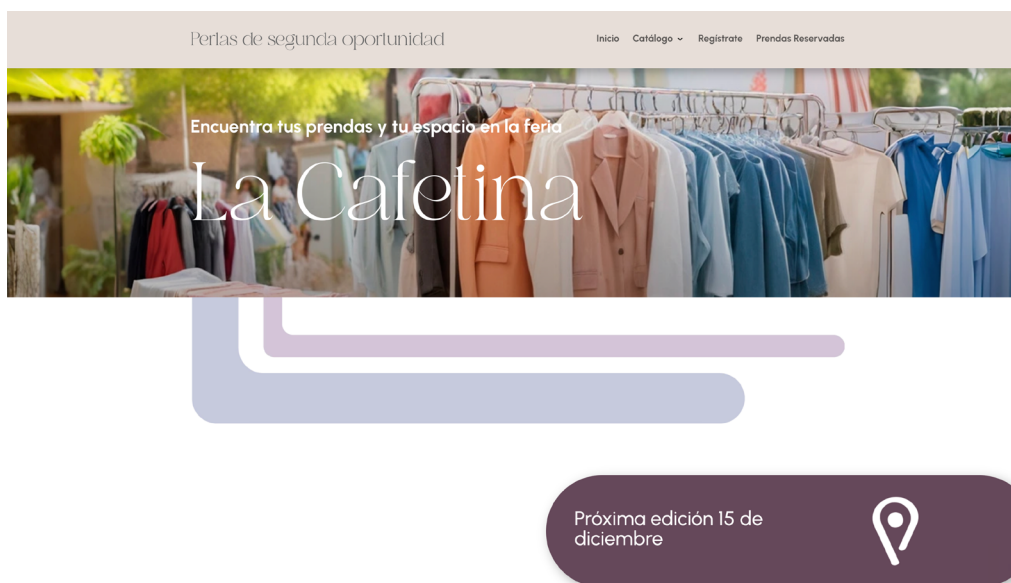 Perlas de segunda oportunidad
Inicio Catálogo Regístrate Prendas Reservadas
Encuentra tus prendas y tu espacio en la feria
La Cafetina
Próxima edición 15 de
diciembre